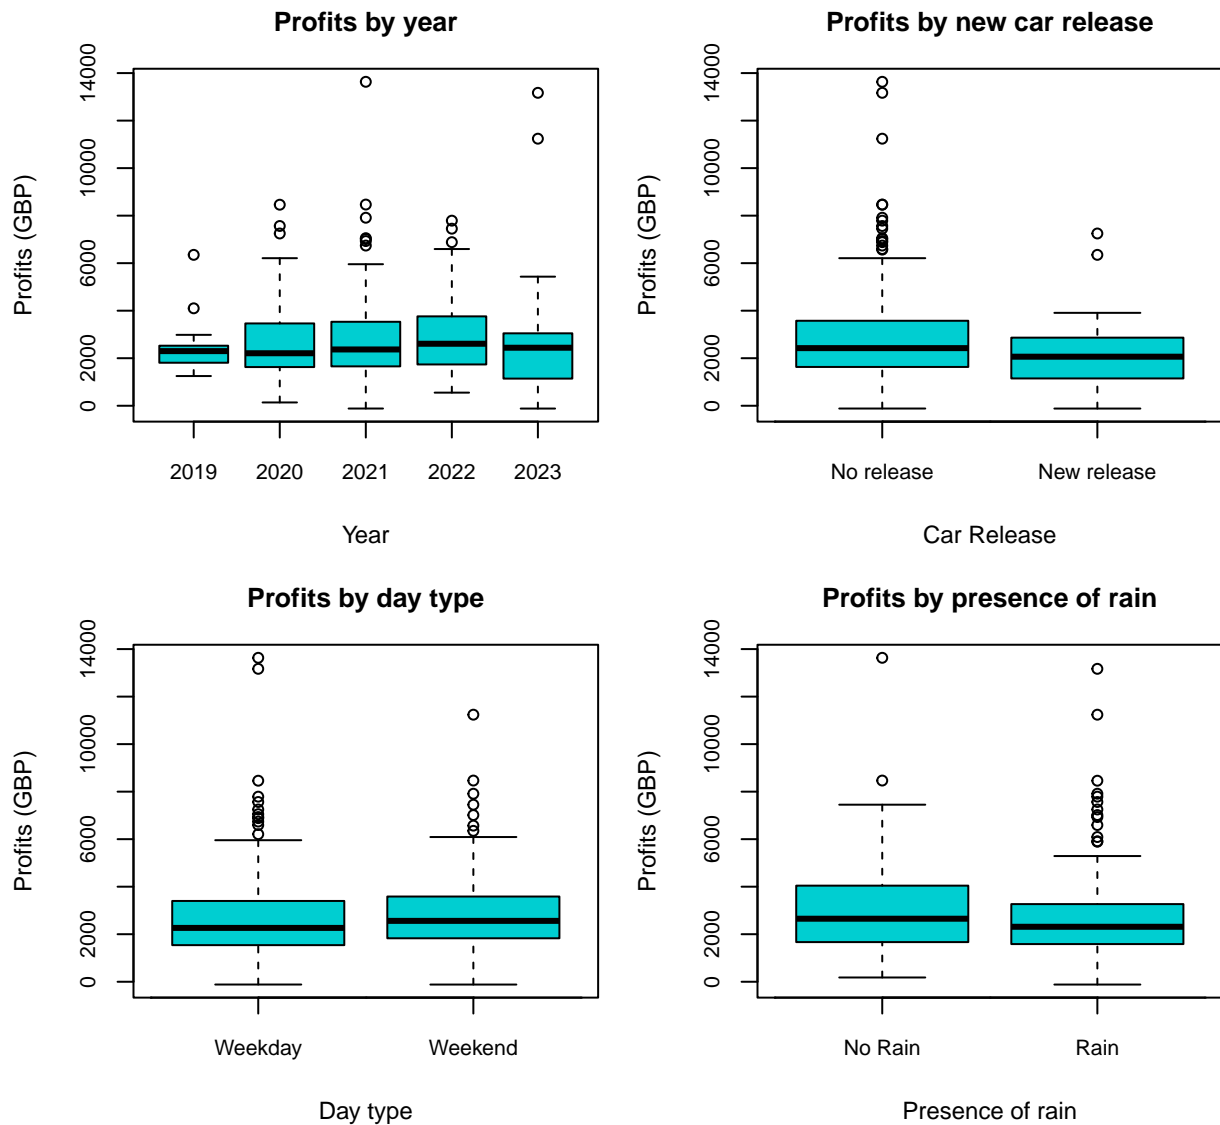 Profits by year
Profits (GBP)
14000
10000
6000
2000
0
2019 2020 2021 2022 2023
Year
Profits by new car release
Profits (GBP)
14000
10000
6000
2000
0
No release New release
Car Release
Profits by day type
Profits (GBP)
14000
10000
6000
2000
0
Weekday Weekend
Day type
Profits by presence of rain
Profits (GBP)
14000
10000
6000
2000
0
No Rain Rain
Presence of rain